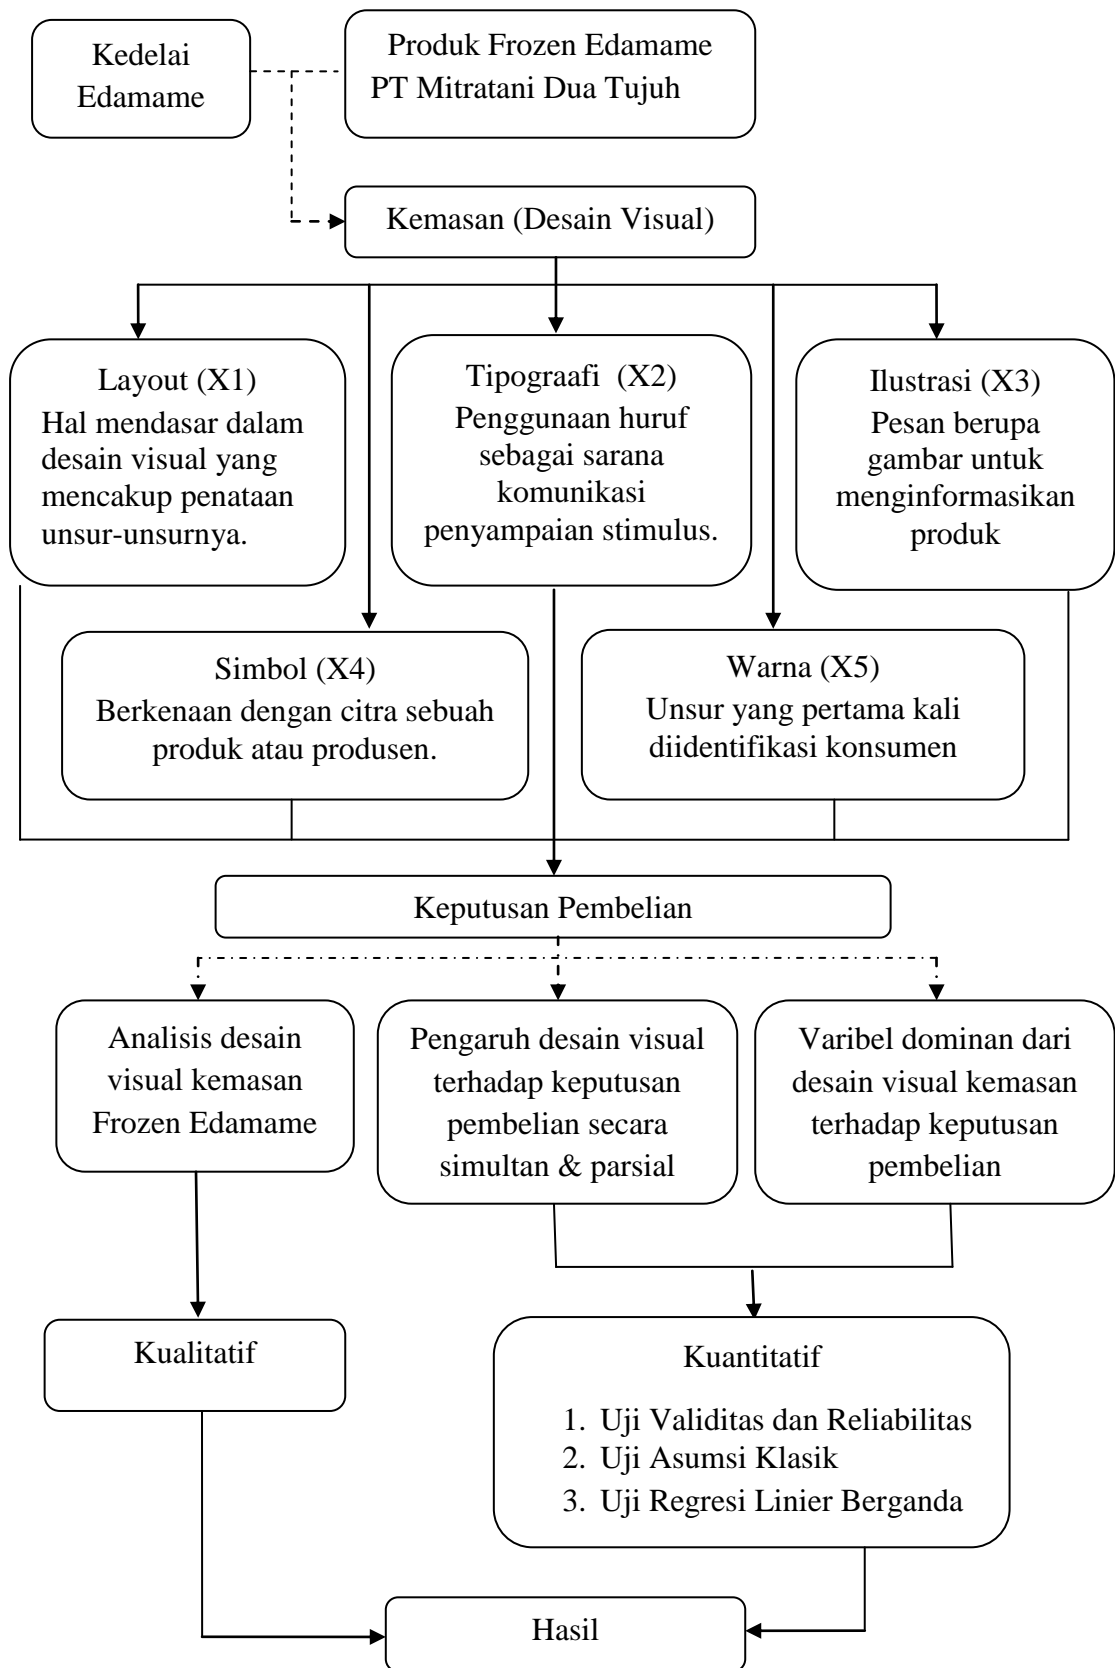 Kedelai
Edamame
Produk Frozen Edamame
PT Mitratani Dua Tujuh
Kemasan (Desain Visual)
Layout (X1)
Hal mendasar dalam
desain visual yang
mencakup penataan
unsur-unsurnya.
Tipograafi (X2)
Penggunaan huruf
sebagai sarana
komunikasi
penyampaian stimulus.
Ilustrasi (X3)
Pesan berupa
gambar untuk
menginformasikan
produk
Simbol (X4)
Berkenaan dengan citra sebuah
produk atau produsen.
Warna (X5)
Unsur yang pertama kali
diidentifikasi konsumen
Keputusan Pembelian
Analisis desain
visual kemasan
Frozen Edamame
Pengaruh desain visual
terhadap keputusan
pembelian secara
simultan & parsial
Varibel dominan dari
desain visual kemasan
terhadap keputusan
pembelian
Kualitatif
Kuantitatif
1. Uji Validitas dan Reliabilitas
2. Uji Asumsi Klasik
3. Uji Regresi Linier Berganda
Hasil